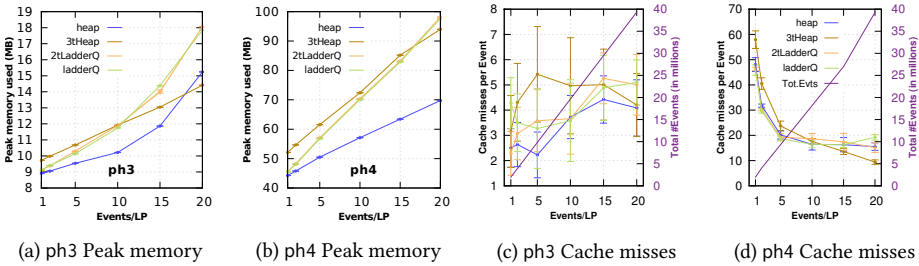 Peak memory used (MB)
19
18
17
16
15
14
13
12
11
10
9
8
heap
3tHeap
2tLadderQ
ladderQ
ph3
1 5 10 15 20
Events/LP
(a) ph3 Peak memory
Peak memory used (MB)
100
90
80
70
60
50
40
heap
3tHeap
2tLadderQ
ladderQ
ph4
1 5 10 15 20
Events/LP
(b) ph4 Peak memory
Cache misses per Event
8
7
6
5
4
3
2
1
1 5 10 15 20
Events/LP
40
35
30
25
20
15
10
5
0
Total #Events (in millions)
(c) ph3 Cache misses
Cache misses per Event
70
60
50
40
30
20
10
0
heap
3tHeap
2tLadderQ
ladderQ
Tot.Evts
1 5 10 15 20
Events/LP
40
35
30
25
20
15
10
5
0
Total #Events (in millions)
(d) ph4 Cache misses